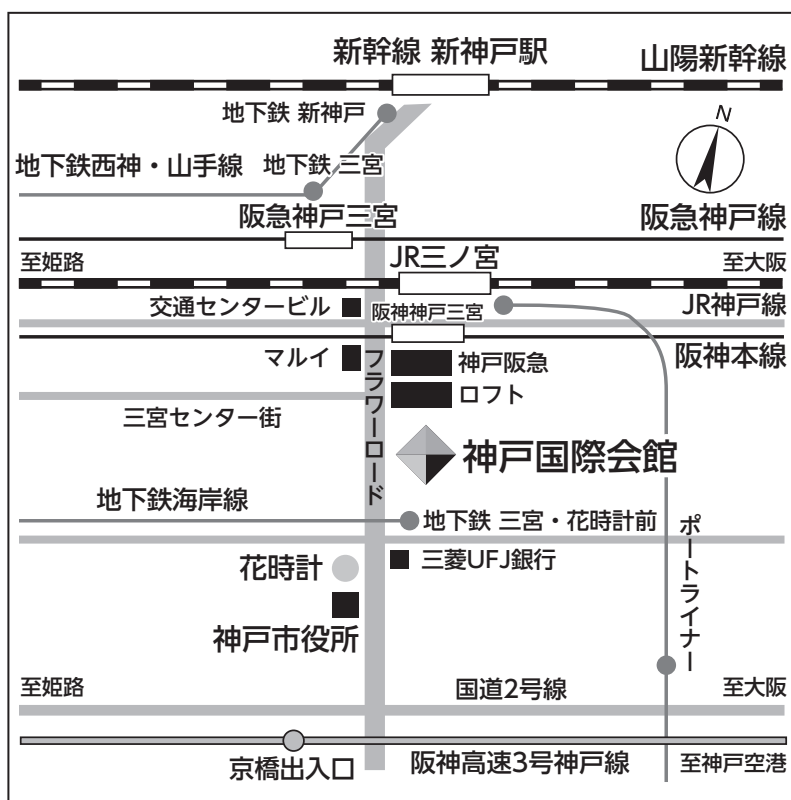 新幹線 新神戸駅
山陽新幹線
地下鉄 新神戸
N
地下鉄西神・山手線
地下鉄 三宮
阪急神戸三宮
阪急神戸線
至姫路
JR三ノ宮
至大阪
交通センタービル
阪神神戸三宮
JR神戸線
マルイ
フラワーロード
神戸阪急
阪神本線
ロフト
三宮センター街
神戸国際会館
地下鉄海岸線
地下鉄 三宮・花時計前
ポートライナー
花時計
三菱UFJ銀行
神戸市役所
至姫路
国道2号線
至大阪
京橋出入口
阪神高速3号神戸線
至神戸空港